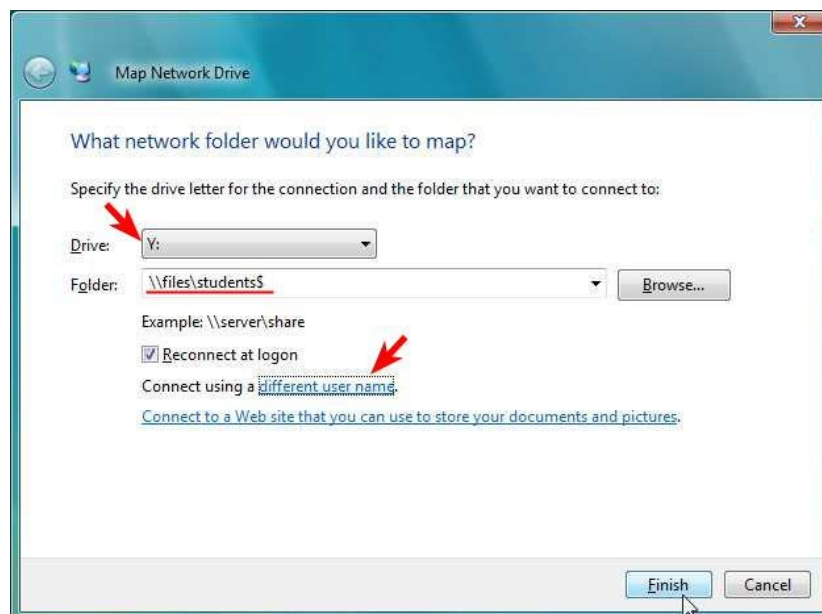 Map Network Drive
What network folder would you like to map?
Specify the drive letter for the connection and the folder that you want to connect to:
Drive: Y:
Folder: \\files\students$ Browse...
Example: \\server\share
Reconnect at logon
Connect using a different user name.
Connect to a Web site that you can use to store your documents and pictures.
Finish Cancel